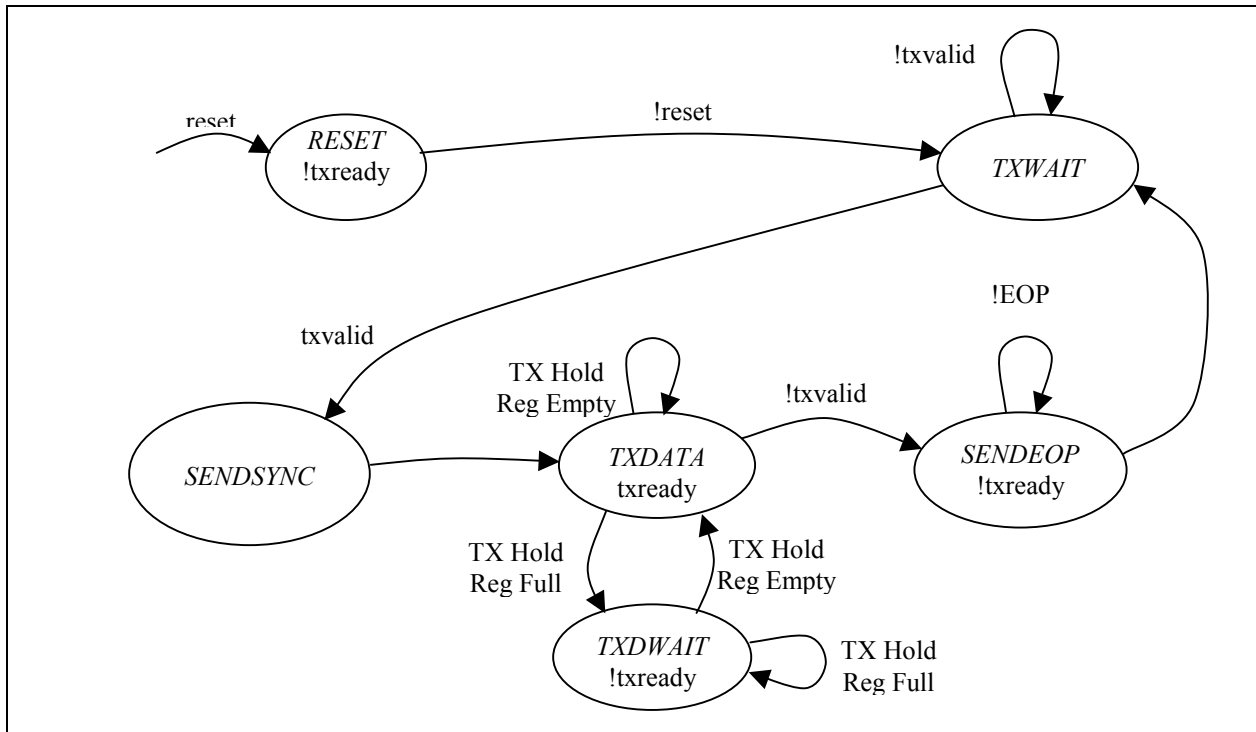 !txvalid
reset
RESET
!txready
!reset
TXWAIT
!EOP
txvalid
TX Hold
Reg Empty
!txvalid
SENDSYNC
TXDATA
txready
SENDEOP
!txready
TX Hold
Reg Full
TX Hold
Reg Empty
TXDWAIT
!txready
TX Hold
Reg Full